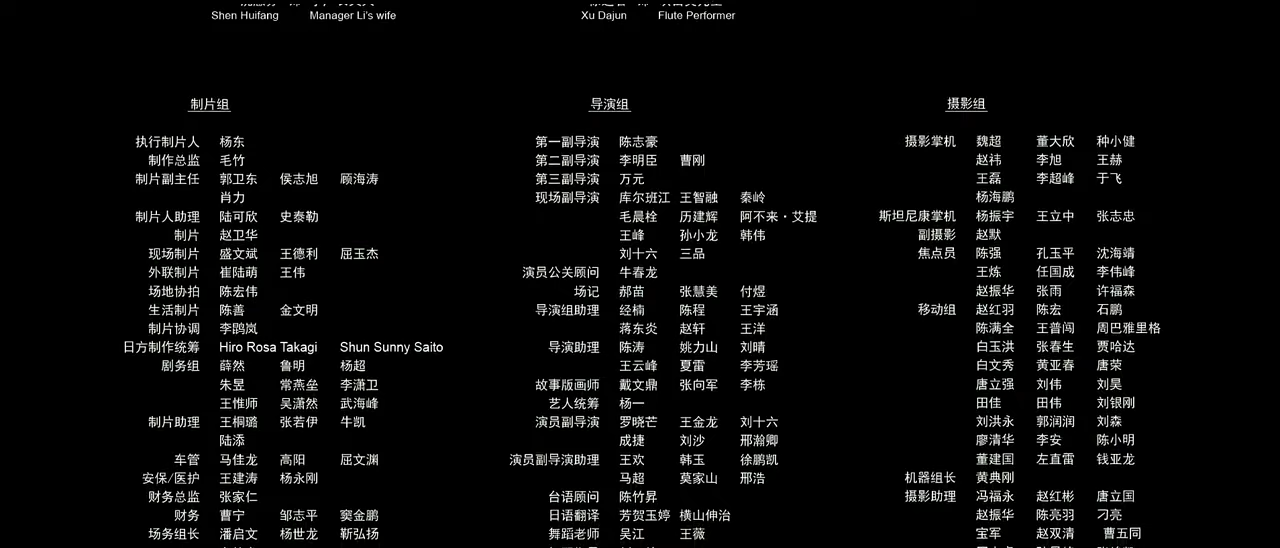 Shen Huifang Manager Li's wife
Xu Dajun Flute Performer
制片组
执行制片人 杨东
制作总监 毛竹
制片副主任 郭卫东 侯志旭 顾海涛
肖力
制片人助理 陆可欣 史泰勒
制片 赵卫华
现场制片 盛文斌 王德利 屈玉杰
外联制片 崔陆萌 王伟
场地协拍 陈宏伟
生活制片 陈善 金文明
制片协调 李鹍岚
日方制作统筹 Hiro Rosa Takagi Shun Sunny Saito
剧务组 薛然 鲁明 杨超
朱昱 常燕垒 李潇卫
王惟师 吴潇然 武海峰
制片助理 王桐璐 张若伊 牛凯
陆添
车管 马佳龙 高阳 屈文渊
安保/医护 王建涛 杨永刚
财务总监 张家仁
财务 曹宁 邹志平 窦金鹏
场务组长 潘启文 杨世龙 靳弘扬
导演组
第一副导演 陈志豪
第二副导演 李明臣 曹刚
第三副导演 万元
现场副导演 库尔班江 王智融 秦岭
毛晨栓 历建辉 阿不来·艾提
王峰 孙小龙 韩伟
刘十六 三品
演员公关顾问 牛春龙
场记 郝苗 张慧美 付煜
导演组助理 经楠 陈程 王宇涵
蒋东炎 赵轩 王洋
导演助理 陈涛 姚力山 刘晴
王云峰 夏雷 李芳瑶
故事版画师 戴文鼎 张向军 李栋
艺人统筹 杨一
演员副导演 罗晓芒 王金龙 刘十六
成捷 刘沙 邢瀚卿
演员副导演助理 王欢 韩玉 徐鹏凯
马超 莫家山 邢浩
台语顾问 陈竹昇
日语翻译 芳贺玉婷 横山伸治
舞蹈老师 吴江 王薇
摄影组
摄影掌机 魏超 董大欣 种小健
赵祎 李旭 王赫
王磊 李超峰 于飞
杨海鹏
斯坦尼康掌机 杨振宇 王立中 张志忠
副摄影 赵默
焦点员 陈强 孔玉平 沈海靖
王炼 任国成 李伟峰
赵振华 张雨 许福森
移动组 赵红羽 陈宏 石鹏
陈满全 王普闯 周巴雅里格
白玉洪 张春生 贾哈达
白文秀 黄亚春 唐荣
唐立强 刘伟 刘昊
田佳 田伟 刘银刚
刘洪永 郭润润 刘森
廖清华 李安 陈小明
董建国 左直雷 钱亚龙
机器组长 黄典刚
摄影助理 冯福永 赵红彬 唐立国
赵振华 陈亮羽 刁亮
宝军 赵双清 曹五同